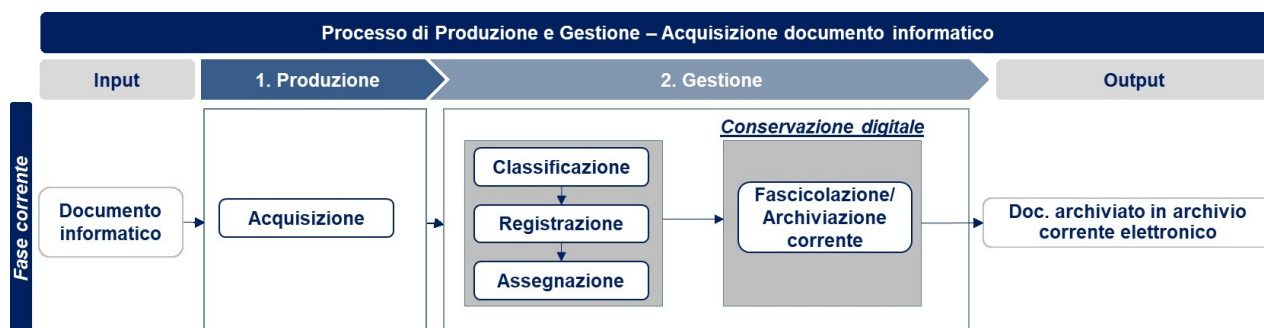 Processo di Produzione e Gestione – Acquisizione documento informatico
Input
1. Produzione
2. Gestione
Output
Fase corrente
Documento
informatico
Acquisizione
Classificazione
Registrazione
Assegnazione
Conservazione digitale
Fascicolazione/
Archiviazione
corrente
Doc. archiviato in archivio
corrente elettronico